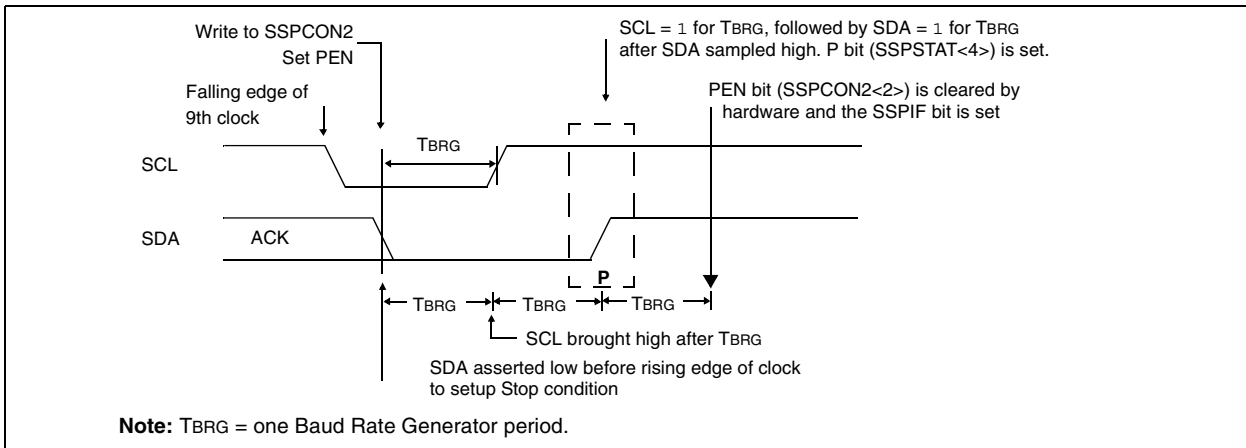 Write to SSPCON2
Set PEN
SCL = 1 for TBRG, followed by SDA = 1 for TBRG
after SDA sampled high. P bit (SSPSTAT<4>) is set.
Falling edge of
9th clock
PEN bit (SSPCON2<2>) is cleared by
hardware and the SSPIF bit is set
TBRG
SCL
SDA
ACK
P
TBRG
TBRG
TBRG
SCL brought high after TBRG
SDA asserted low before rising edge of clock
to setup Stop condition
Note: TBRG = one Baud Rate Generator period.